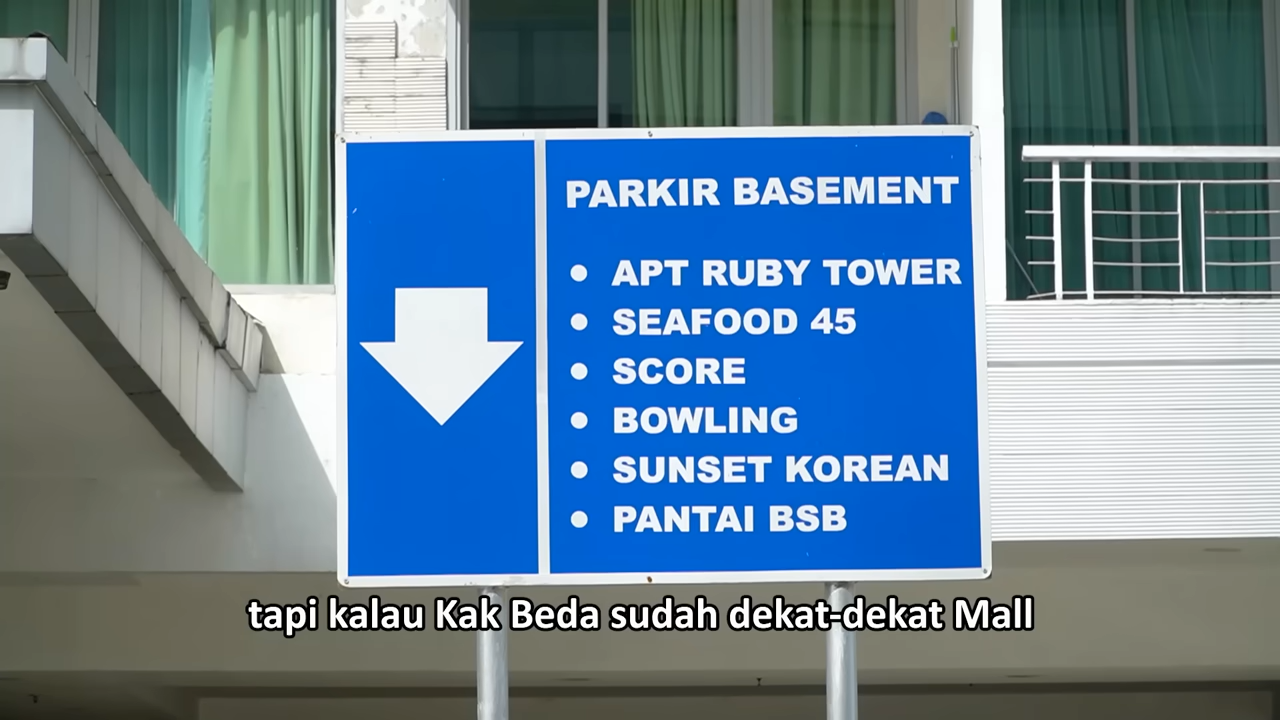 PARKIR BASEMENT
• APT RUBY TOWER
• SEAFOOD 45
• SCORE
• BOWLING
• SUNSET KOREAN
• PANTAI BSB
tapi kalau Kak Beda sudah dekat-dekat Mall